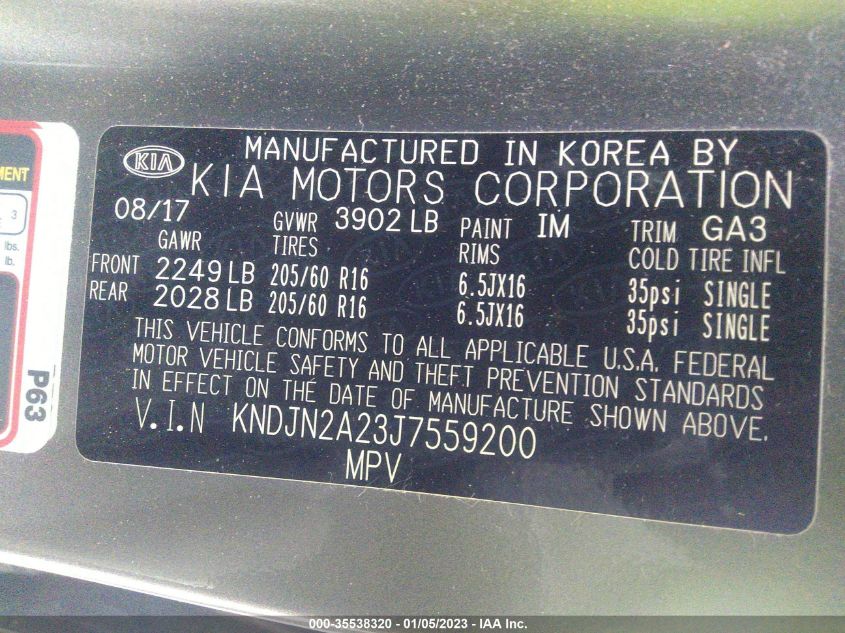 MANUFACTURED IN KOREA BY
KIA
KIA MOTORS CORPORATION
08/17 GVWR 3902 LB PAINT IM TRIM GA3
GAWR TIRES RIMS COLD TIRE INFL
FRONT 2249 LB 205/60 R16 6.5JX16 35psi SINGLE
REAR 2028 LB 205/60 R16 6.5JX16 35psi SINGLE
THIS VEHICLE CONFORMS TO ALL APPLICABLE U.S.A. FEDERAL
MOTOR VEHICLE SAFETY AND THEFT PREVENTION STANDARDS
IN EFFECT ON THE DATE OF MANUFACTURE SHOWN ABOVE.
V.I.N KNDJN2A23J7559200
MPV
3
lbs.
lb.
P63
000-35538320 - 01/05/2023 - IAA Inc.